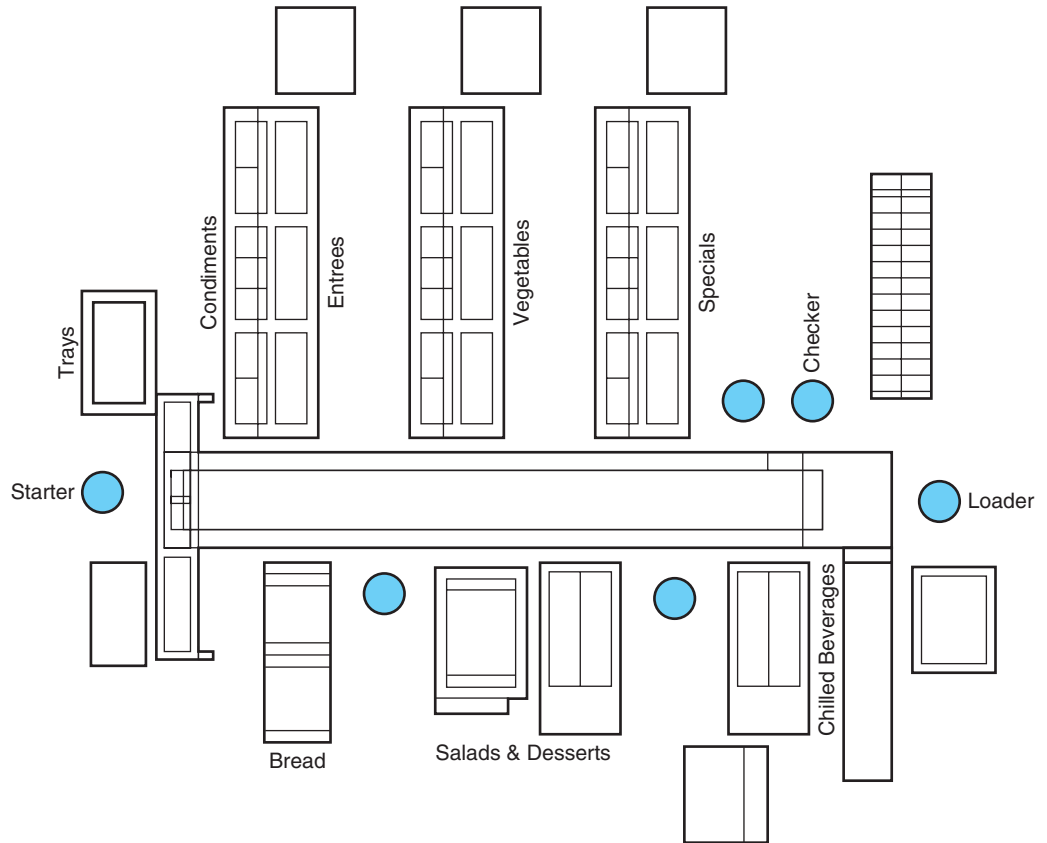 Trays
Condiments
Entrees
Vegetables
Specials
Checker
Starter
Loader
Bread
Salads & Desserts
Chilled Beverages